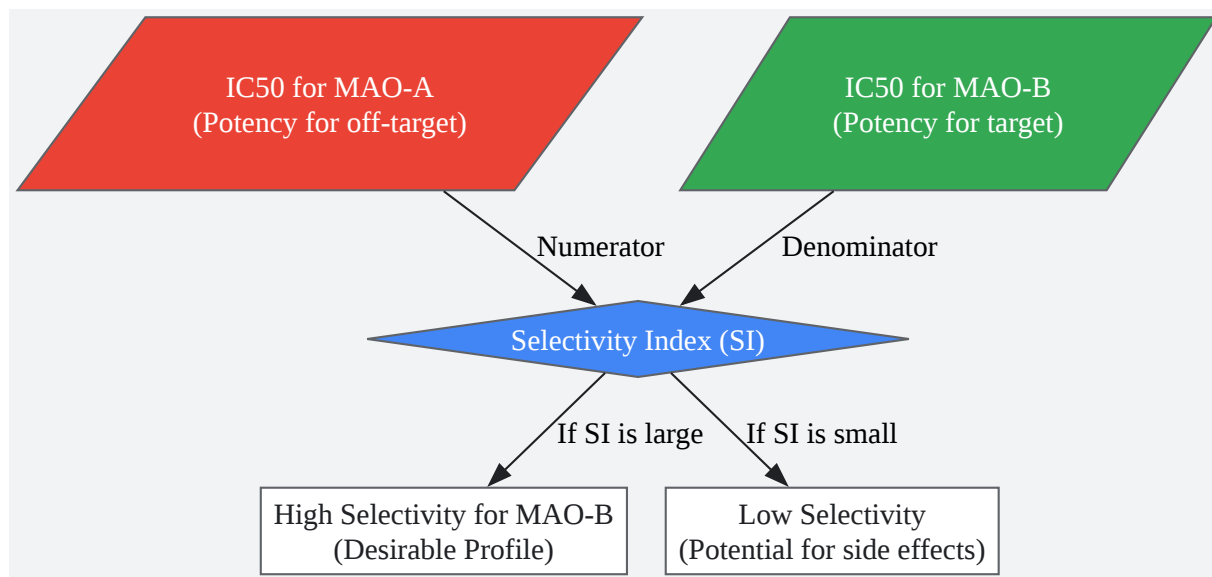 IC50 for MAO-A
(Potency for off-target)
IC50 for MAO-B
(Potency for target)
Numerator
Denominator
Selectivity Index (SI)
If SI is large
If SI is small
High Selectivity for MAO-B
(Desirable Profile)
Low Selectivity
(Potential for side effects)